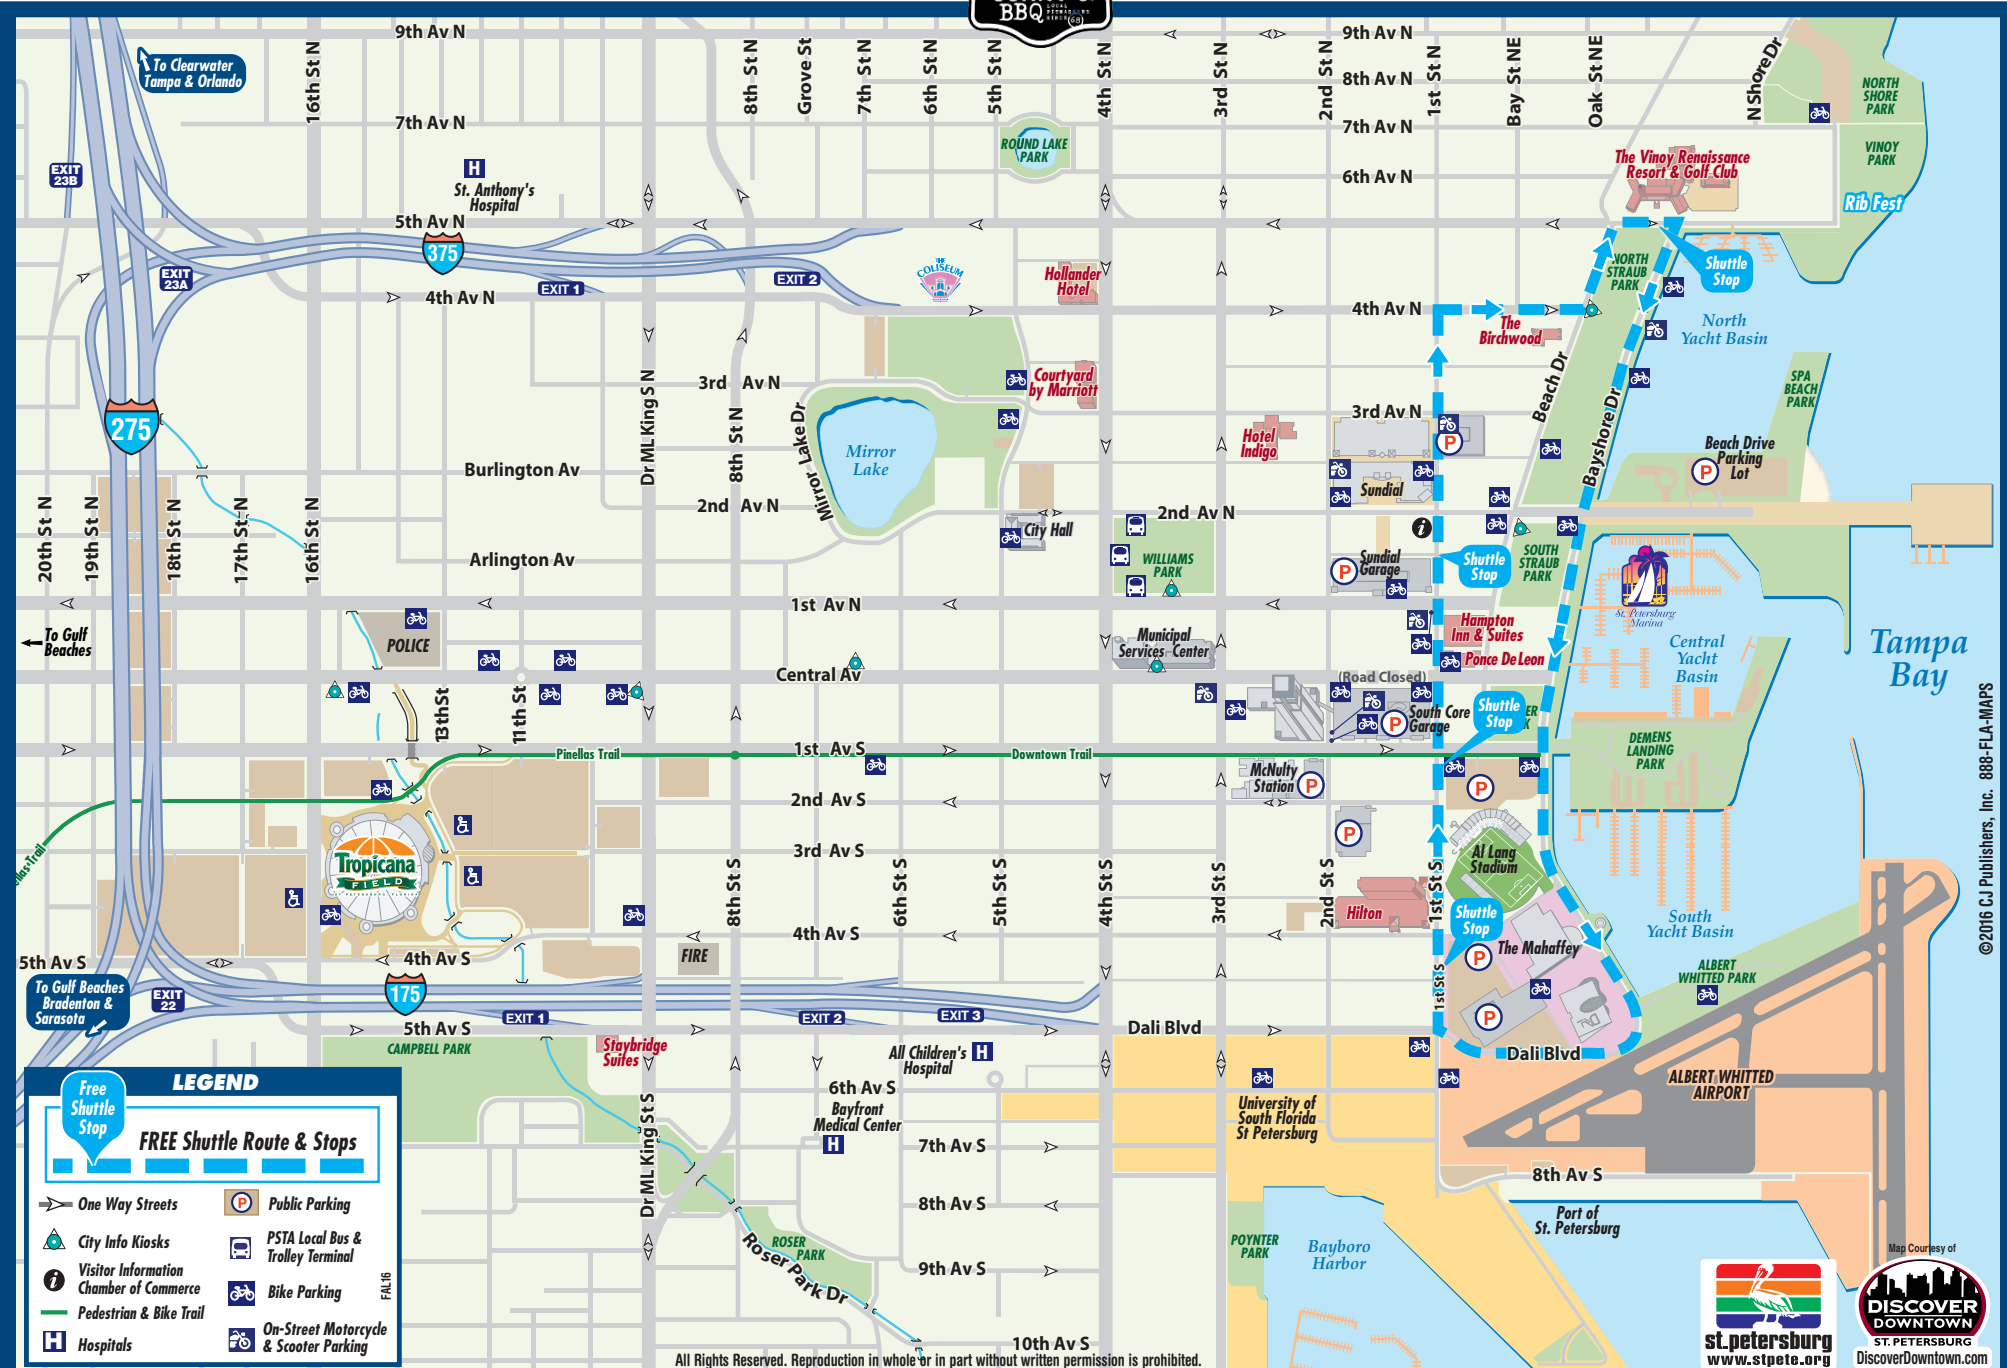 BBQ
LOCAL
PITMASTERS
SINCE 68
9th Av N
9th Av N
To Clearwater
Tampa & Orlando
16th St N
8th St N
Grove St
7th St N
6th St N
5th St N
4th St N
3rd St N
2nd St N
1st St N
Bay St NE
Oak St NE
N Shore Dr
8th Av N
7th Av N
7th Av N
6th Av N
NORTH
SHORE
PARK
VINOY
PARK
Rib Fest
ROUND LAKE
PARK
The Vinoy Renaissance
Resort & Golf Club
EXIT
23B
H
St. Anthony's
Hospital
5th Av N
375
EXIT
23A
EXIT 1
EXIT 2
4th Av N
THE
COLISEUM
Hollander
Hotel
4th Av N
The
Birchwood
NORTH
STRAUB
PARK
Shuttle
Stop
North
Yacht Basin
275
3rd Av N
Dr ML King S N
8th St N
Mirror Lake Dr
Mirror
Lake
Courtyard
by Marriott
3rd Av N
Hotel
Indigo
P
Beach Dr
Bayshore Dr
SPA
BEACH
PARK
Beach Drive
Parking
Lot
P
Burlington Av
2nd Av N
Arlington Av
20th St N
19th St N
18th St N
17th St N
16th St N
City Hall
2nd Av N
WILLIAMS
PARK
Sundial
i
Sundial
Garage
P
Shuttle
Stop
SOUTH
STRAUB
PARK
St. Petersburg
Marina
1st Av N
To Gulf
Beaches
POLICE
Municipal
Services Center
Hampton
Inn & Suites
Ponce De Leon
Central
Yacht
Basin
Tampa
Bay
Central Av
(Road Closed)
13th St
11th St N
South Core
Garage
P
Shuttle
Stop
ER
K
DEMENS
LANDING
PARK
Pinellas Trail
1st Av S
Downtown Trail
McNulty
Station
P
P
2nd Av S
P
ellas Trail
Tropicana
FIELD
3rd Av S
Al Lang
Stadium
8th St S
6th St S
5th St S
4th St S
3rd St S
2nd St S
1st St S
Hilton
Shuttle
Stop
South
Yacht Basin
4th Av S
4th Av S
5th Av S
FIRE
P
The Mahaffey
ALBERT
WHITTED PARK
To Gulf Beaches
Bradenton &
Sarasota
EXIT
22
175
1st St S
P
5th Av S
EXIT 1
EXIT 2
EXIT 3
Dali Blvd
Dali Blvd
CAMPBELL PARK
Staybridge
Suites
All Children's
Hospital
H
ALBERT WHITTED
AIRPORT
6th Av S
Bayfront
Medical Center
H
University of
South Florida
St Petersburg
Dr ML King St S
7th Av S
8th Av S
8th Av S
Port of
St. Petersburg
ROSER
PARK
Roser Park Dr
POYNTER
PARK
Bayboro
Harbor
9th Av S
10th Av S
LEGEND
Free
Shuttle
Stop
FREE Shuttle Route & Stops
One Way Streets
P
Public Parking
City Info Kiosks
PSTA Local Bus &
Trolley Terminal
i
Visitor Information
Chamber of Commerce
Bike Parking
Pedestrian & Bike Trail
H
Hospitals
On-Street Motorcycle
& Scooter Parking
FAL16
All Rights Reserved. Reproduction in whole or in part without written permission is prohibited.
©2016 CJ Publishers, Inc. 888-FLA-MAPS
st.petersburg
www.stpete.org
Map Courtesy of
DISCOVER
DOWNTOWN
ST. PETERSBURG
DiscoverDowntown.com